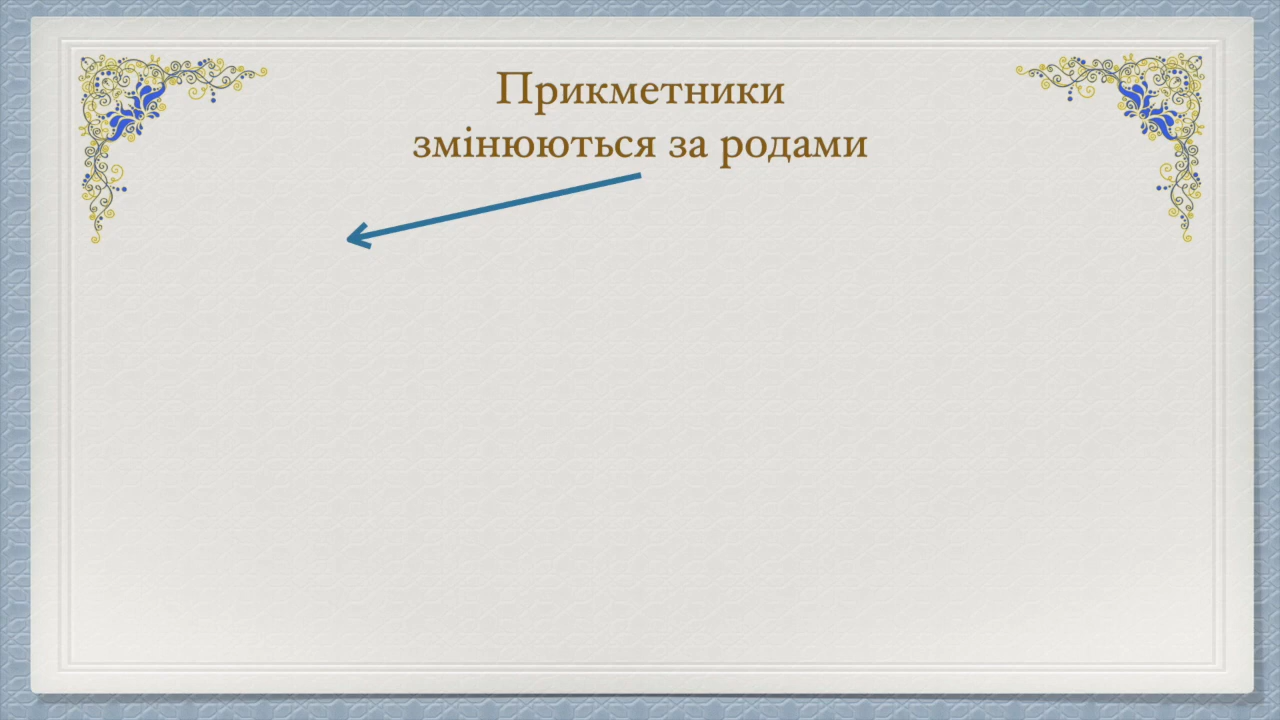 Прикметники
змінюються за родами